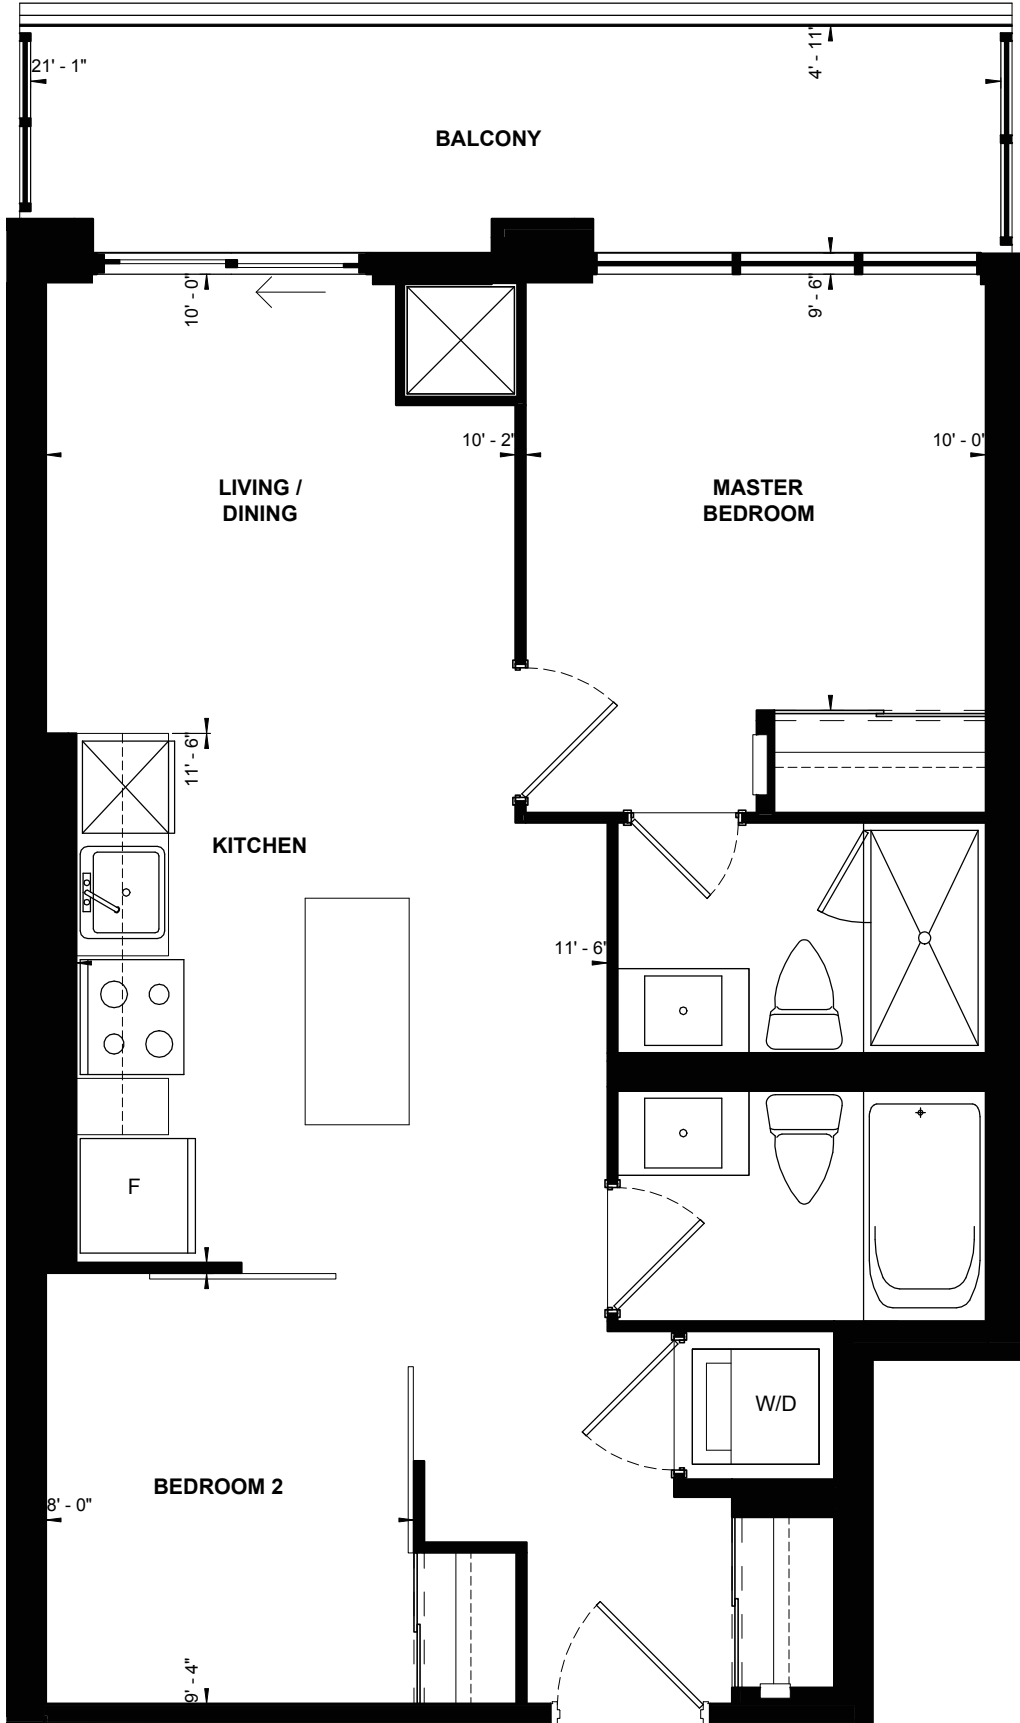 21' - 1"
4' - 11"
BALCONY
10' - 0"
9' - 6"
10' - 2"
10' - 0"
LIVING /
DINING
MASTER
BEDROOM
11' - 6"
KITCHEN
11' - 6"
F
W/D
BEDROOM 2
8' - 0"
9' - 4"